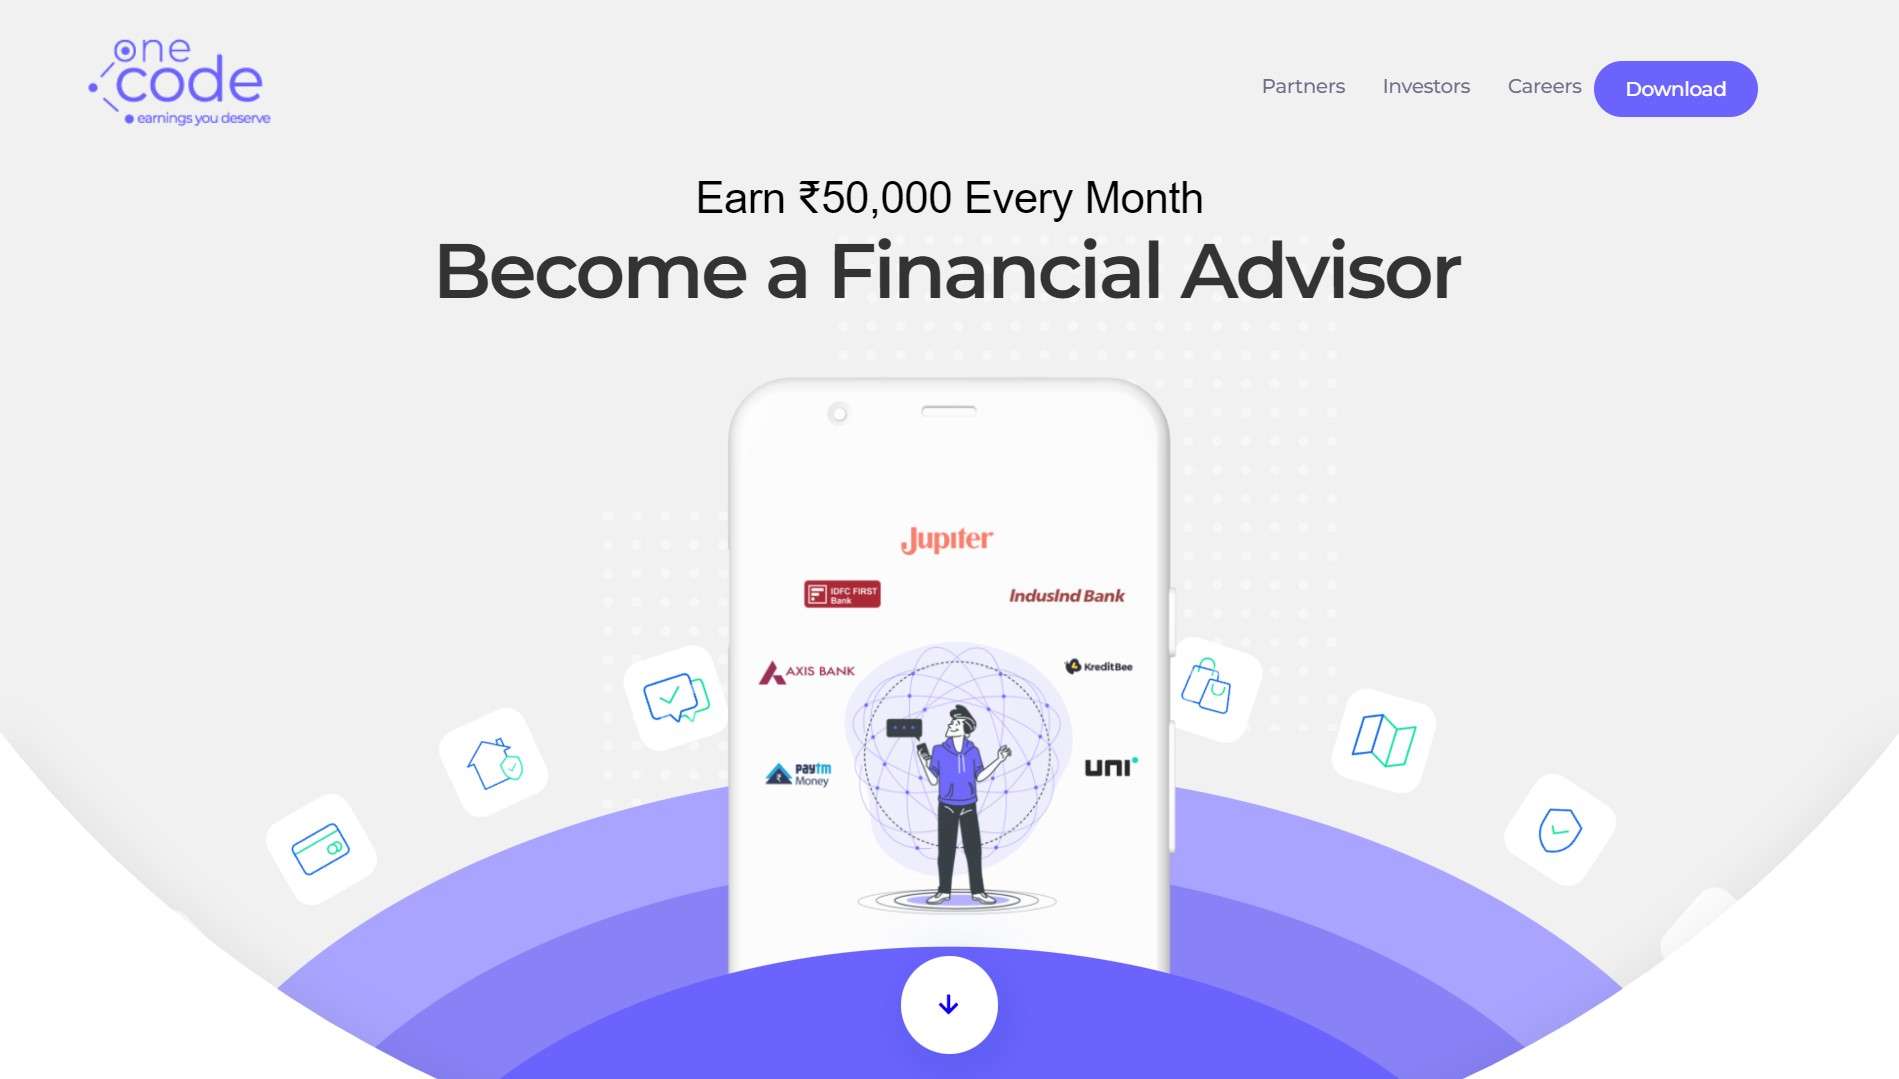 one
code
earnings you deserve
Partners Investors Careers Download
Earn ₹50,000 Every Month
Become a Financial Advisor
Jupiter
IDFC FIRST
Bank
IndusInd Bank
AXIS BANK
KreditBee
paytm
Money
UNI